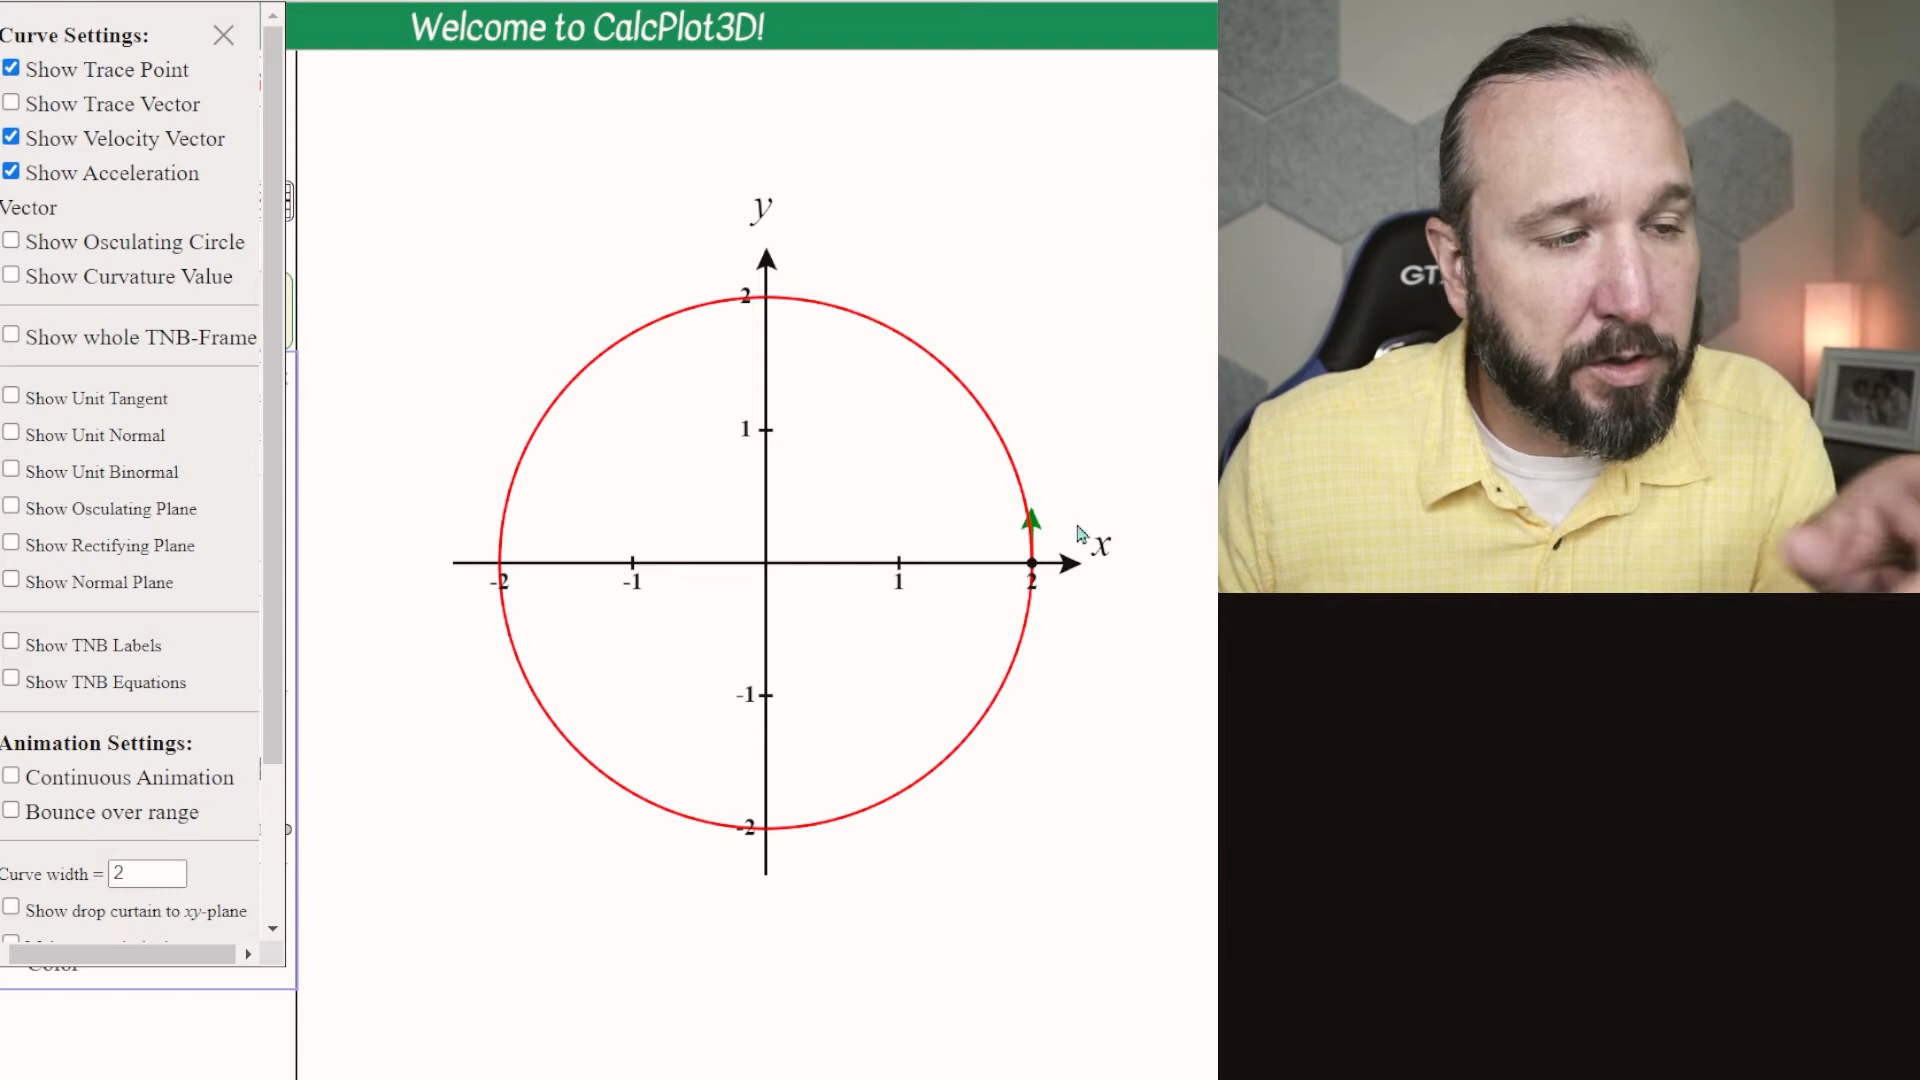 Welcome to CalcPlot3D!
Curve Settings:
Show Trace Point
Show Trace Vector
Show Velocity Vector
Show Acceleration
Vector
Show Osculating Circle
Show Curvature Value
Show whole TNB-Frame
Show Unit Tangent
Show Unit Normal
Show Unit Binormal
Show Osculating Plane
Show Rectifying Plane
Show Normal Plane
Show TNB Labels
Show TNB Equations
Animation Settings:
Continuous Animation
Bounce over range
Curve width = 2
Show drop curtain to xy-plane
y
2
1
x
-2 -1 1 2
-1
-2
GT